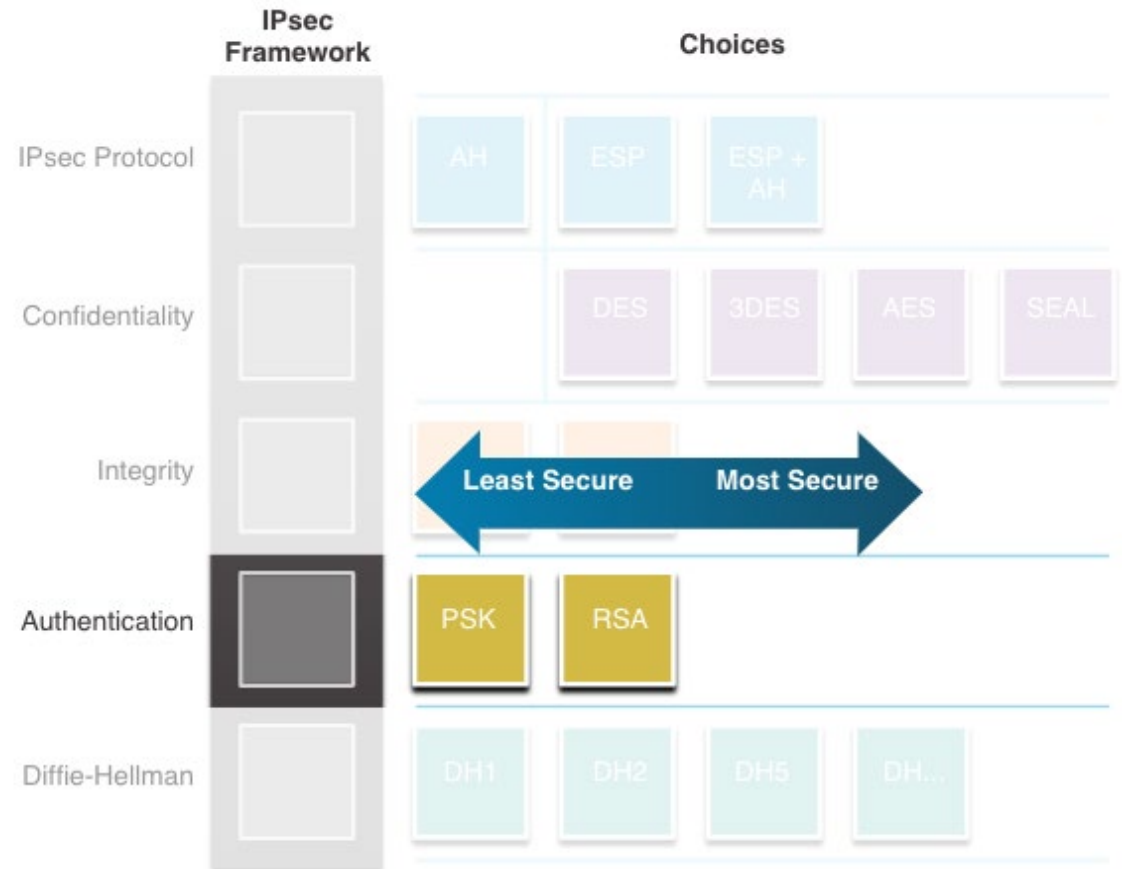 IPsec
Framework
Choices
IPsec Protocol
AH
ESP
ESP +
AH
Confidentiality
DES
3DES
AES
SEAL
Integrity
Least Secure
Most Secure
Authentication
PSK
RSA
Diffie-Hellman
DH1
DH2
DH5
DH...